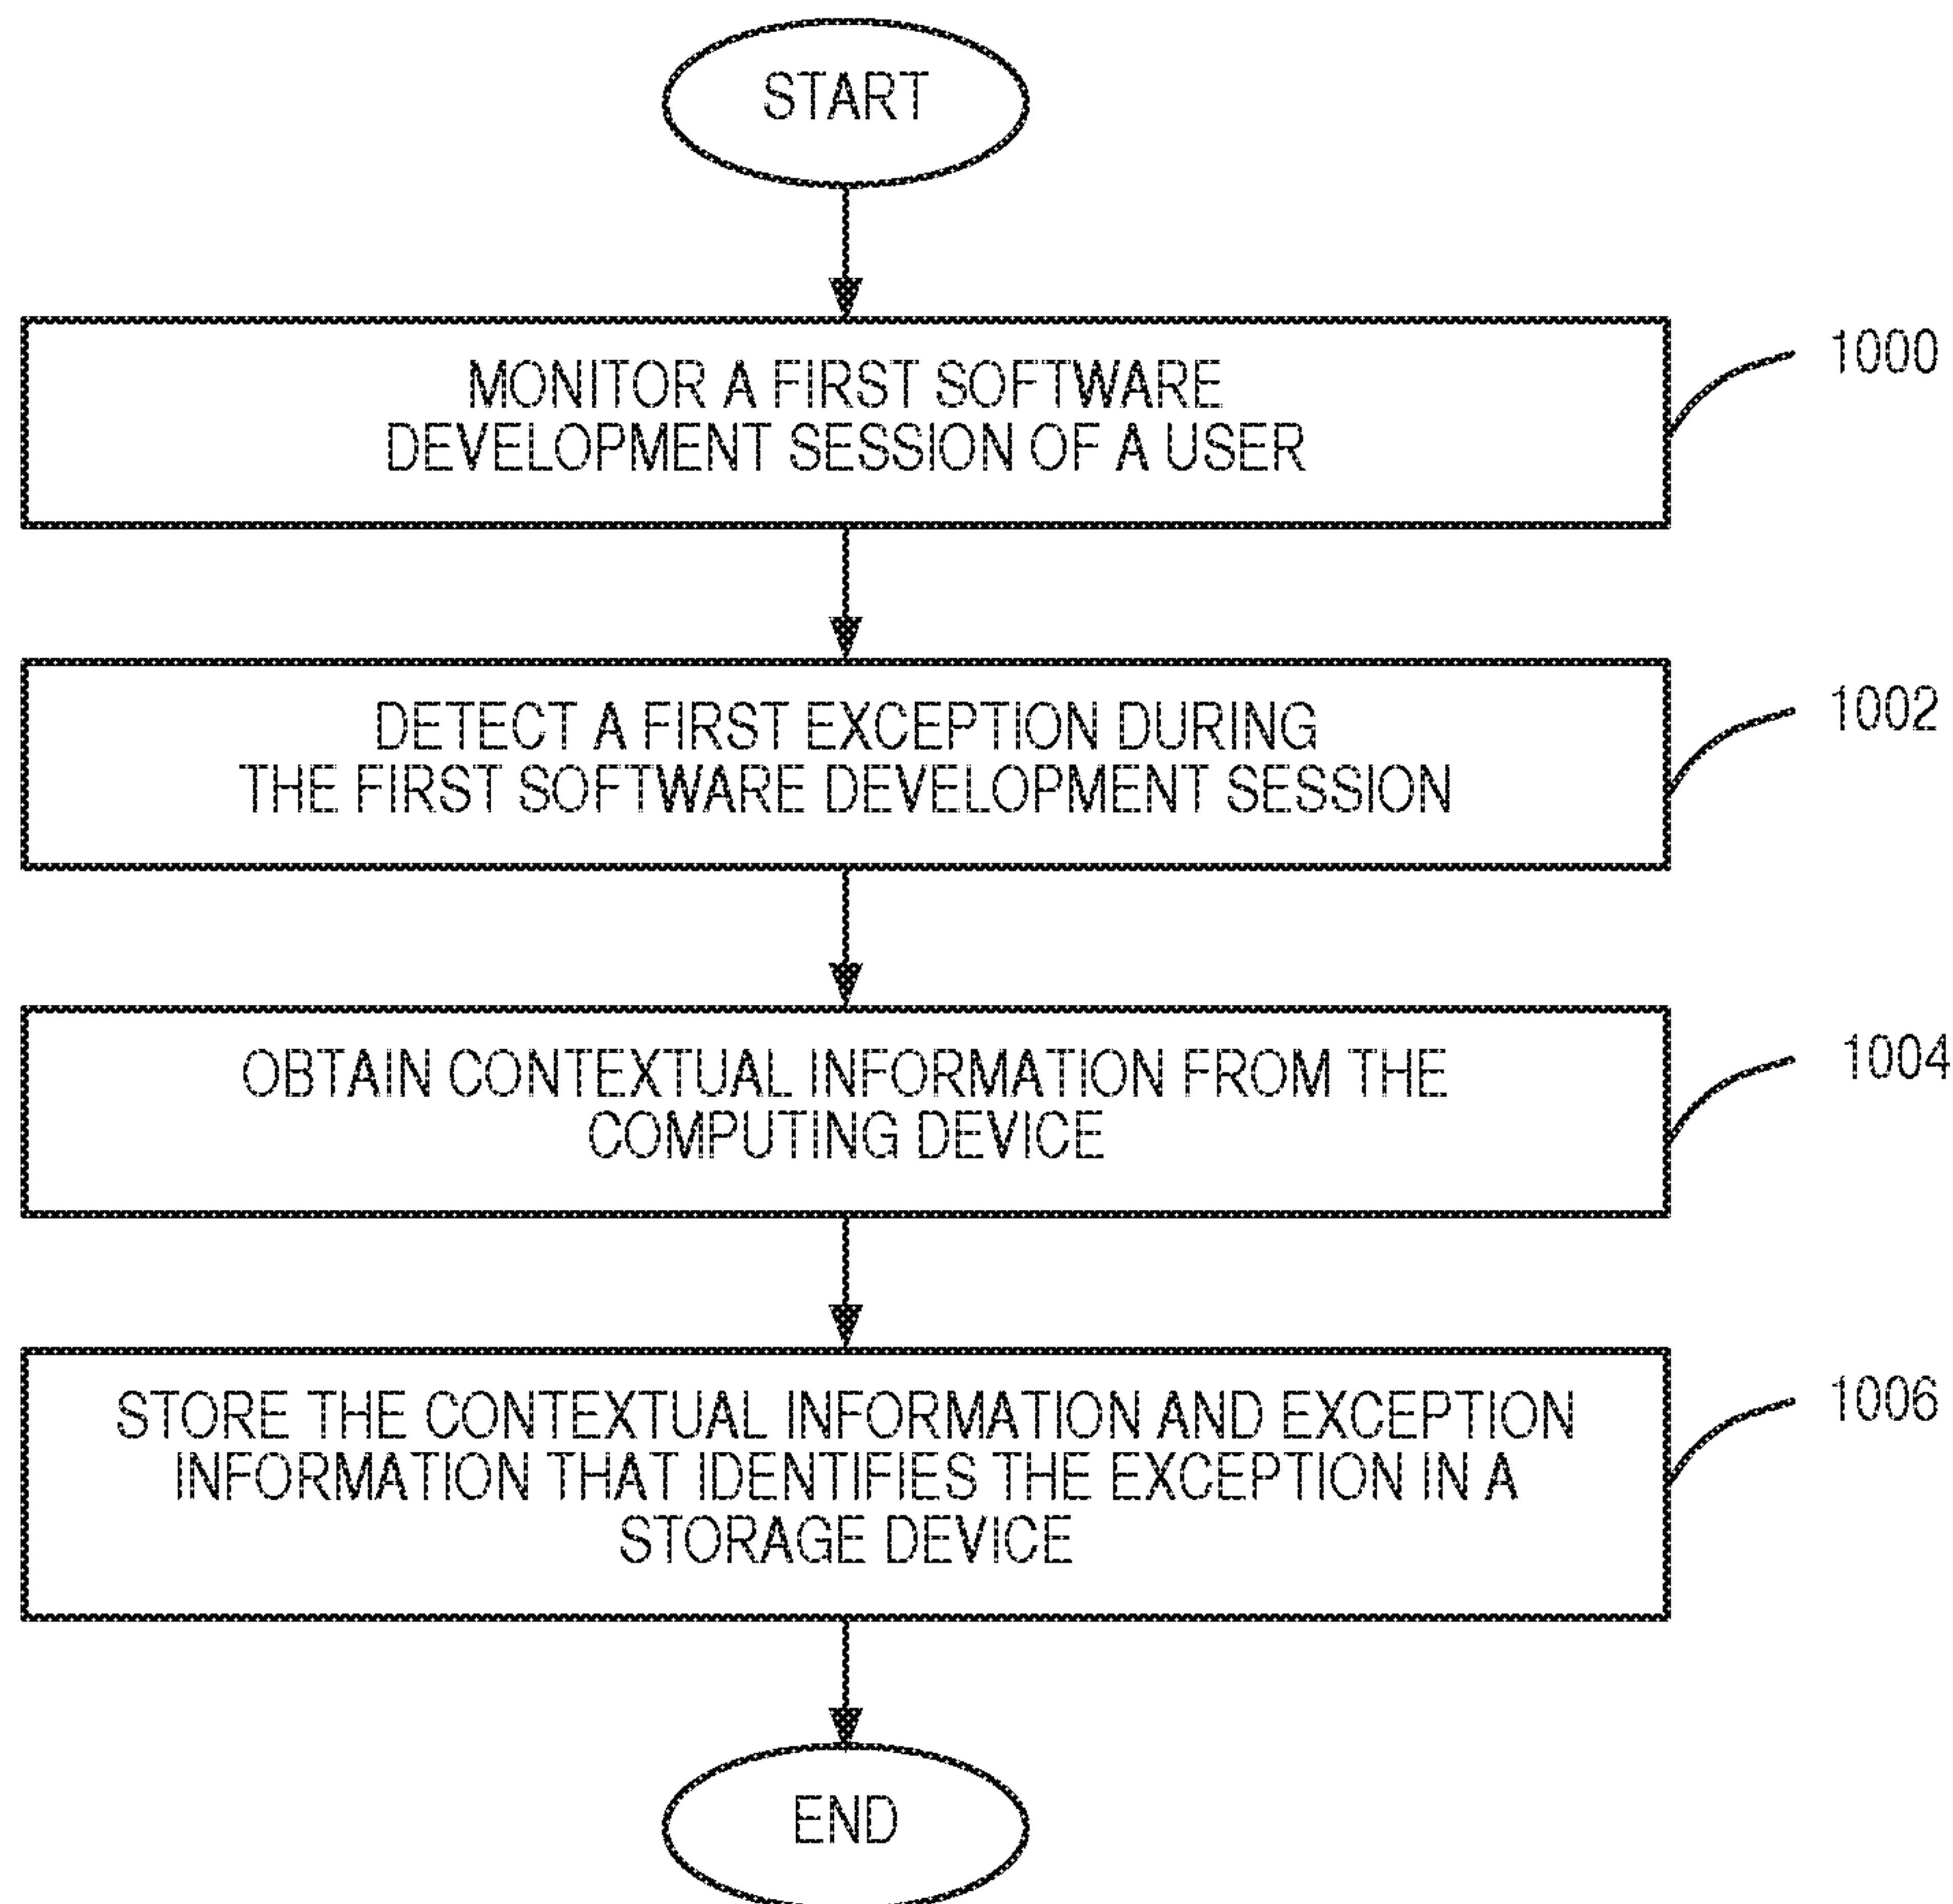 START
MONITOR A FIRST SOFTWARE
DEVELOPMENT SESSION OF A USER
1000
DETECT A FIRST EXCEPTION DURING
THE FIRST SOFTWARE DEVELOPMENT SESSION
1002
OBTAIN CONTEXTUAL INFORMATION FROM THE
COMPUTING DEVICE
1004
STORE THE CONTEXTUAL INFORMATION AND EXCEPTION
INFORMATION THAT IDENTIFIES THE EXCEPTION IN A
STORAGE DEVICE
1006
END